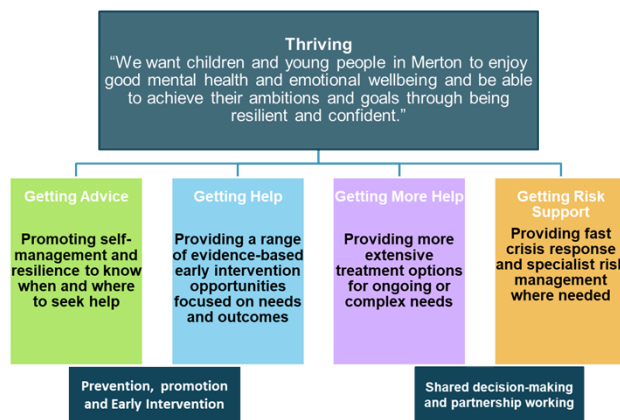 Thriving
“We want children and young people in Merton to enjoy
good mental health and emotional wellbeing and be able
to achieve their ambitions and goals through being
resilient and confident.”
Getting Advice
Promoting self-
management and
resilience to know
when and where
to seek help
Getting Help
Providing a range
of evidence-based
early intervention
opportunities
focused on needs
and outcomes
Getting More Help
Providing more
extensive
treatment options
for ongoing or
complex needs
Getting Risk
Support
Providing fast
crisis response
and specialist risk
management
where needed
Prevention, promotion
and Early Intervention
Shared decision-making
and partnership working